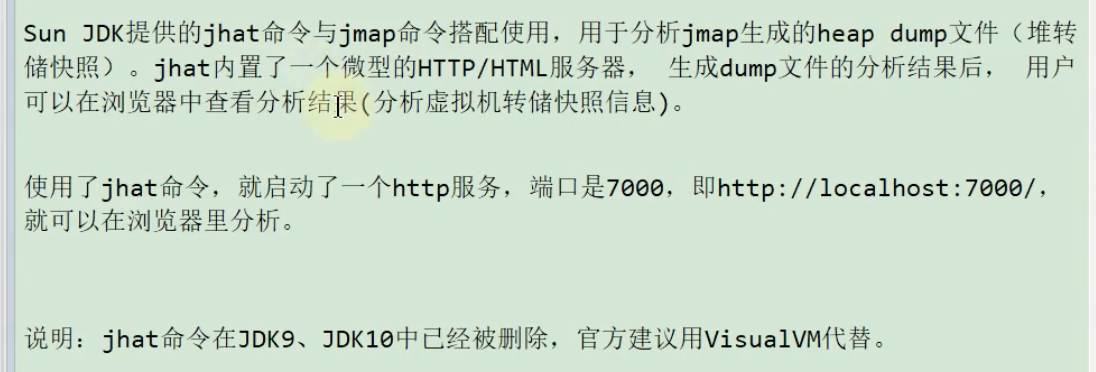 Sun JDK提供的jhat命令与jmap命令搭配使用，用于分析jmap生成的heap dump文件（堆转
储快照）。jhat内置了一个微型的HTTP/HTML服务器， 生成dump文件的分析结果后， 用户
可以在浏览器中查看分析结果(分析虚拟机转储快照信息)。
使用了jhat命令，就启动了一个http服务，端口是7000，即http://localhost:7000/，
就可以在浏览器里分析。
说明：jhat命令在JDK9、JDK10中已经被删除，官方建议用VisualVM代替。